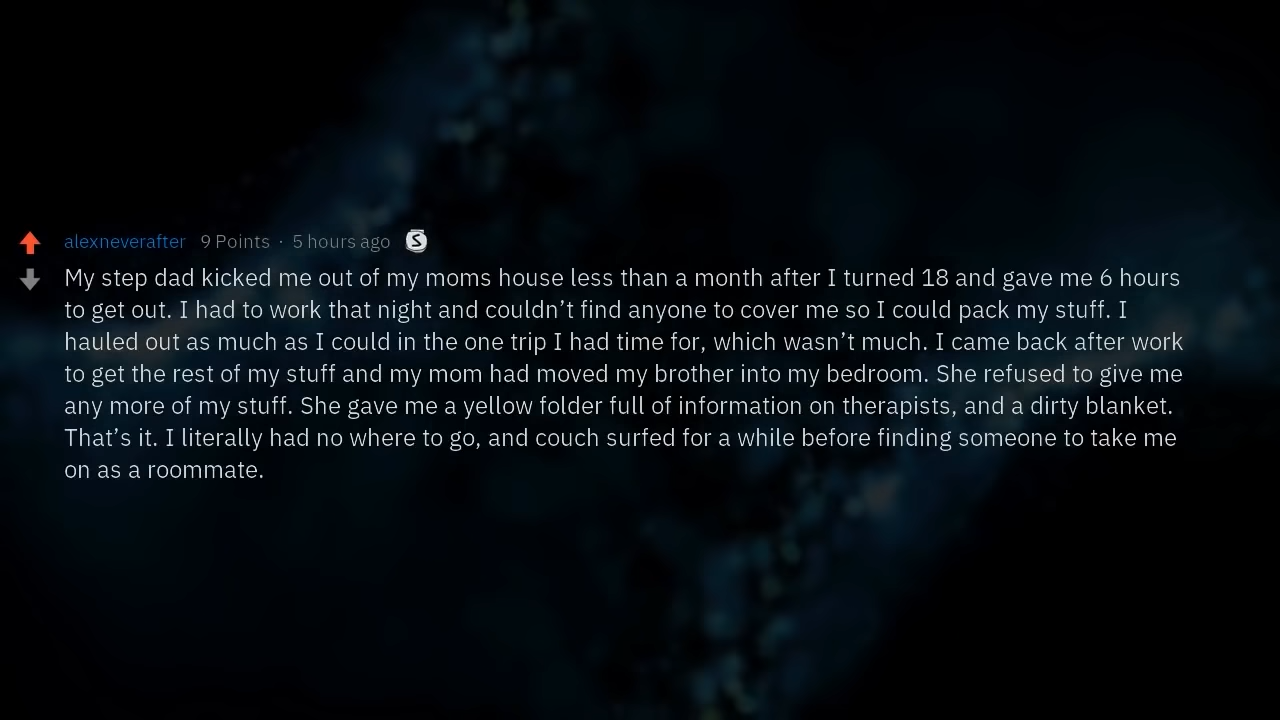 alexneverafter 9 Points · 5 hours ago S
My step dad kicked me out of my moms house less than a month after I turned 18 and gave me 6 hours
to get out. I had to work that night and couldn’t find anyone to cover me so I could pack my stuff. I
hauled out as much as I could in the one trip I had time for, which wasn’t much. I came back after work
to get the rest of my stuff and my mom had moved my brother into my bedroom. She refused to give me
any more of my stuff. She gave me a yellow folder full of information on therapists, and a dirty blanket.
That’s it. I literally had no where to go, and couch surfed for a while before finding someone to take me
on as a roommate.